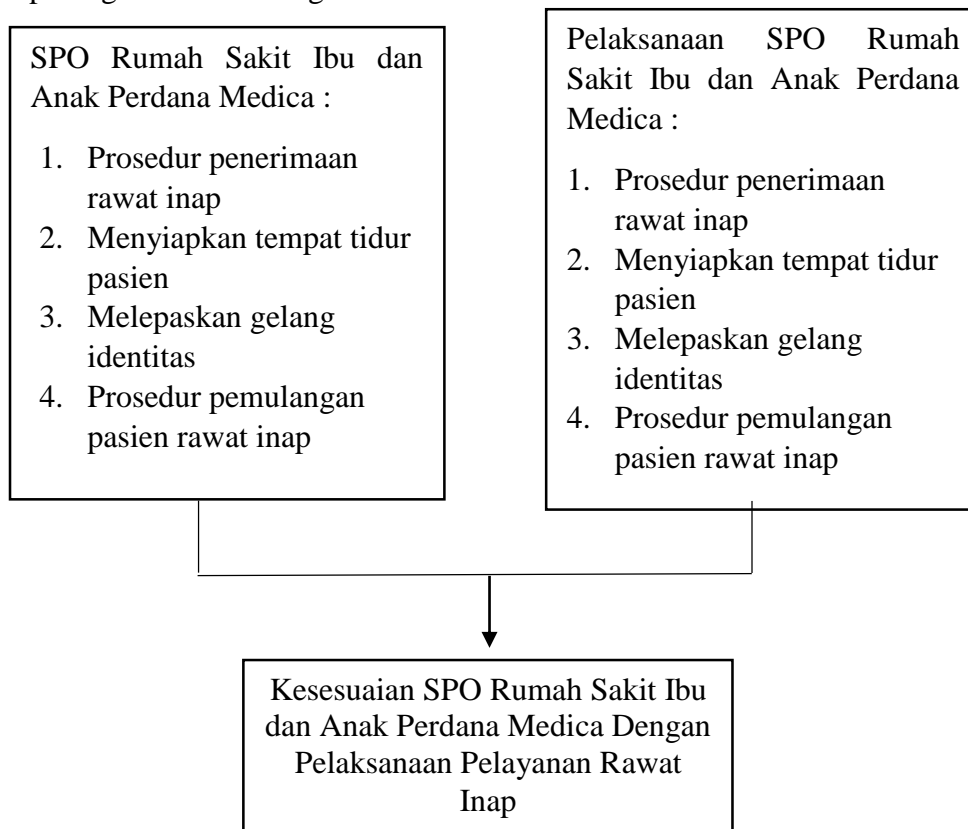 SPO Rumah Sakit Ibu dan
Anak Perdana Medica :
1. Prosedur penerimaan
rawat inap
2. Menyiapkan tempat tidur
pasien
3. Melepaskan gelang
identitas
4. Prosedur pemulangan
pasien rawat inap
Pelaksanaan SPO Rumah
Sakit Ibu dan Anak Perdana
Medica :
1. Prosedur penerimaan
rawat inap
2. Menyiapkan tempat tidur
pasien
3. Melepaskan gelang
identitas
4. Prosedur pemulangan
pasien rawat inap
Kesesuaian SPO Rumah Sakit Ibu
dan Anak Perdana Medica Dengan
Pelaksanaan Pelayanan Rawat
Inap